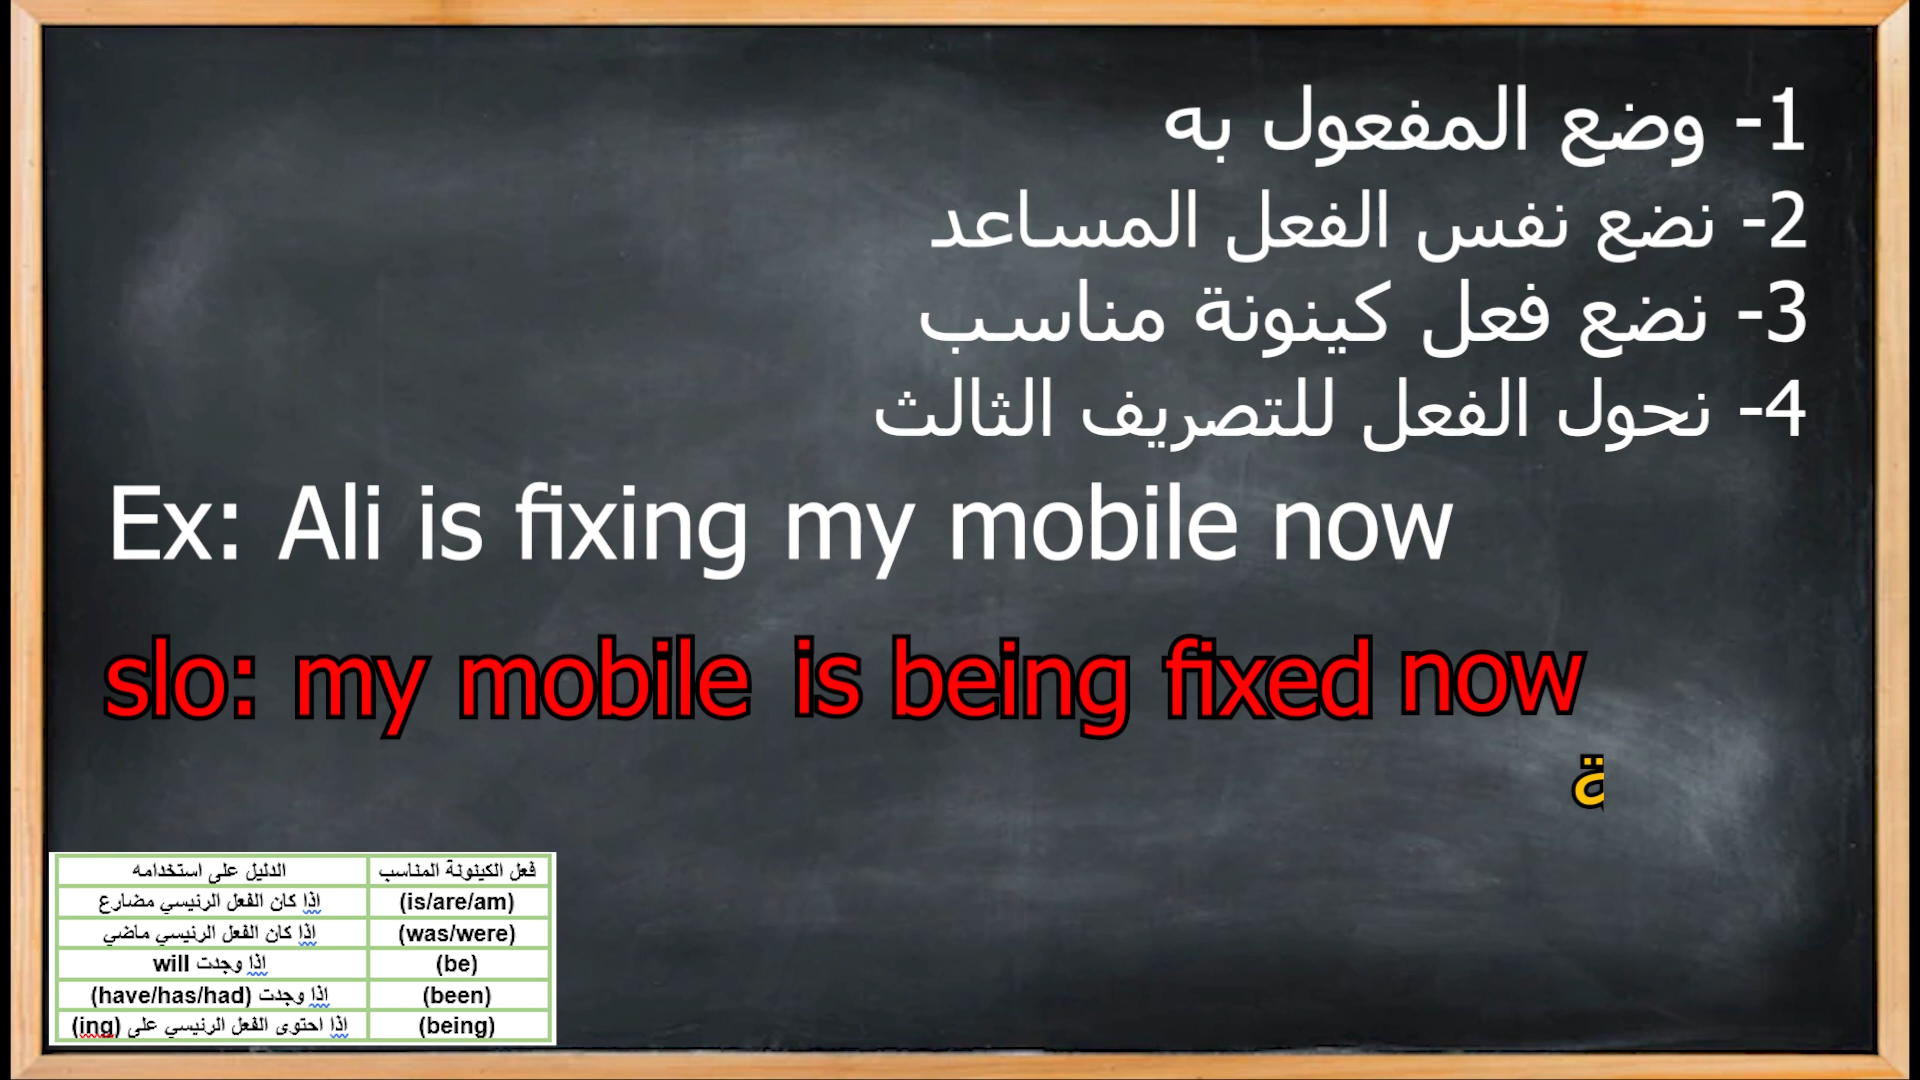 1- وضع المفعول به
2- نضع نفس الفعل المساعد
3- نضع فعل كينونة مناسب
4- نحول الفعل للتصريف الثالث
Ex: Ali is fixing my mobile now
slo: my mobile is being fixed now
ة
فعل الكينونة المناسب الدليل على استخدامه
(is/are/am) اذا كان الفعل الرئيسي مضارع
(was/were) اذا كان الفعل الرئيسي ماضي
(be) اذا وجدت will
(been) اذا وجدت (have/has/had)
(being) اذا احتوى الفعل الرئيسي على (ing)